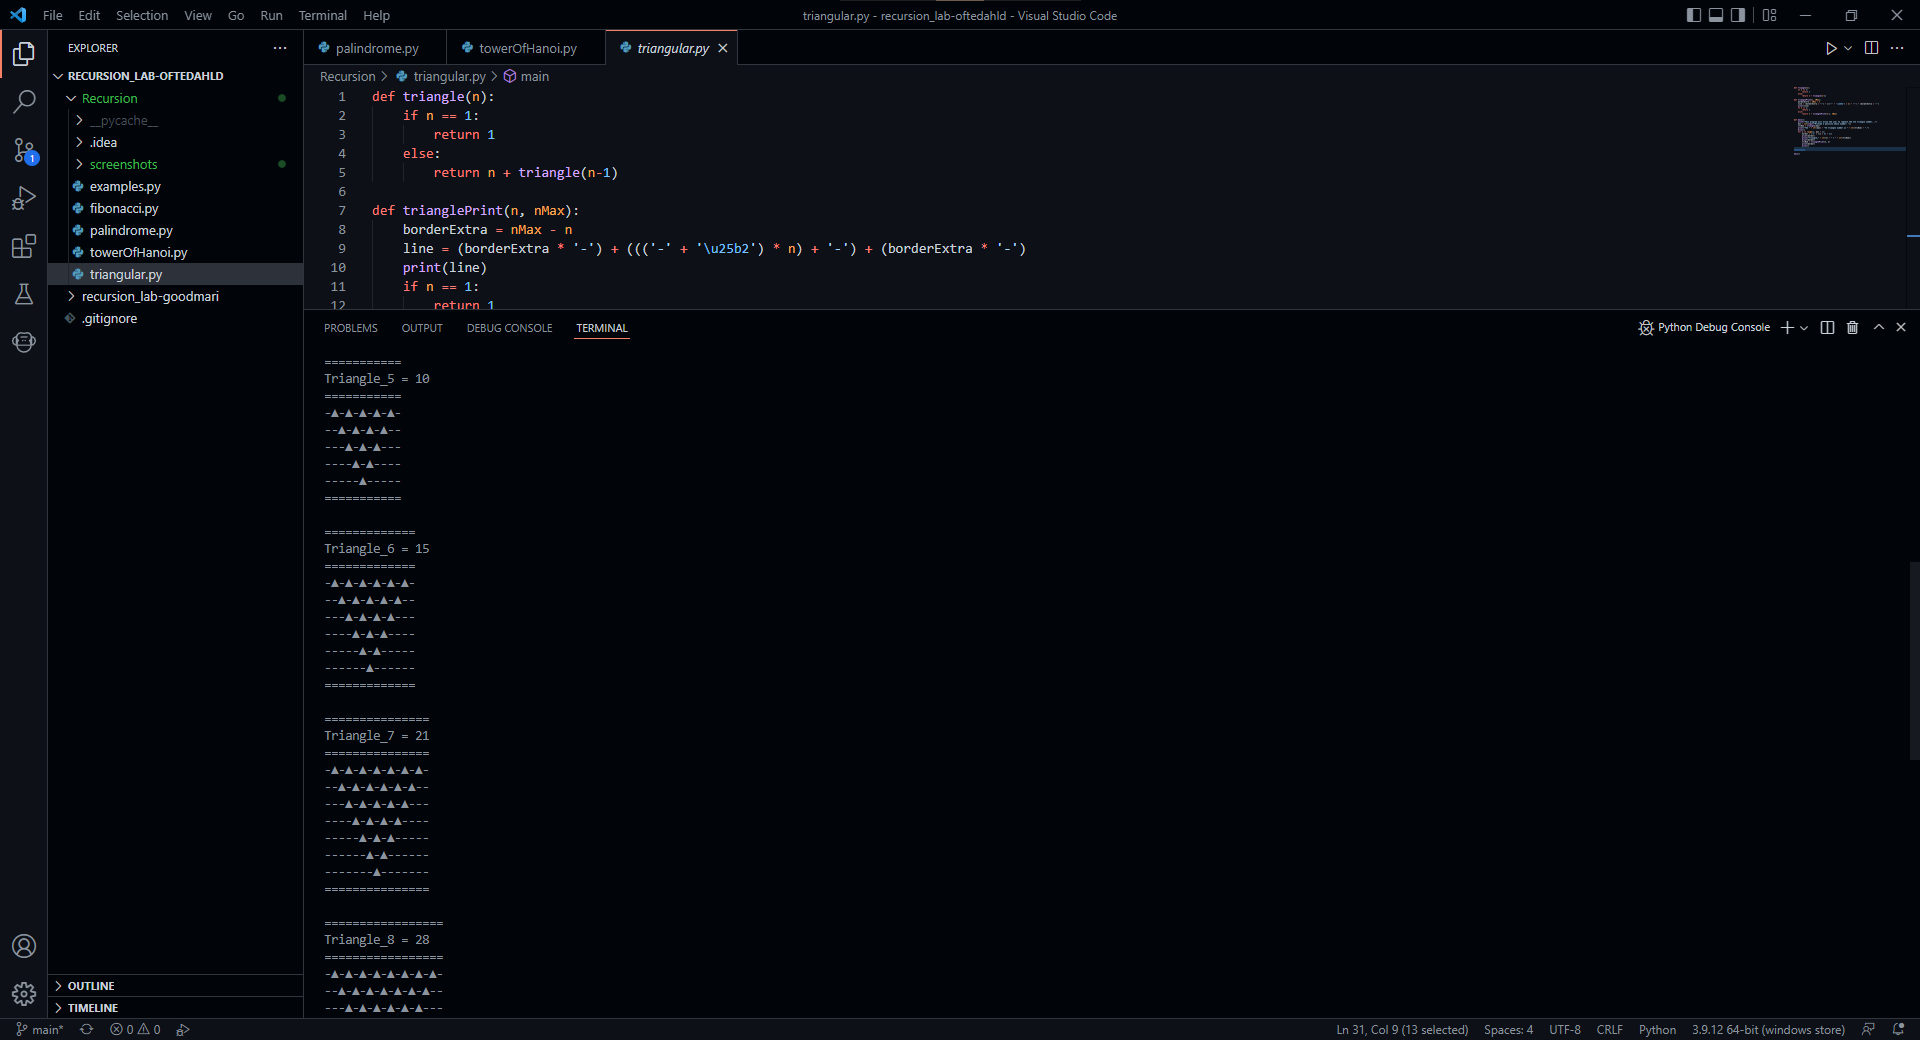 File Edit Selection View Go Run Terminal Help
triangular.py - recursion_lab-oftedahld - Visual Studio Code
EXPLORER
RECURSION_LAB-OFTEDAHLD
Recursion
__pycache__
.idea
screenshots
examples.py
fibonacci.py
palindrome.py
towerOfHanoi.py
triangular.py
recursion_lab-goodmari
.gitignore
OUTLINE
TIMELINE
1
palindrome.py towerOfHanoi.py triangular.py
Recursion > triangular.py > main
1 def triangle(n):
2     if n == 1:
3         return 1
4     else:
5         return n + triangle(n-1)
6
7 def trianglePrint(n, nMax):
8     borderExtra = nMax - n
9     line = (borderExtra * '-') + ((('-' + '\u25b2') * n) + '-') + (borderExtra * '-')
10     print(line)
11     if n == 1:
12         return 1
PROBLEMS OUTPUT DEBUG CONSOLE TERMINAL
Python Debug Console
===========
Triangle_5 = 10
===========
-▲-▲-▲-▲-▲-
--▲-▲-▲-▲--
---▲-▲-▲---
----▲-▲----
-----▲-----
===========
=============
Triangle_6 = 15
=============
-▲-▲-▲-▲-▲-▲-
--▲-▲-▲-▲-▲--
---▲-▲-▲-▲---
----▲-▲-▲----
-----▲-▲-----
------▲------
=============
===============
Triangle_7 = 21
===============
-▲-▲-▲-▲-▲-▲-▲-
--▲-▲-▲-▲-▲-▲--
---▲-▲-▲-▲-▲---
----▲-▲-▲-▲----
-----▲-▲-▲-----
------▲-▲------
-------▲-------
===============
=================
Triangle_8 = 28
=================
-▲-▲-▲-▲-▲-▲-▲-▲-
--▲-▲-▲-▲-▲-▲-▲--
---▲-▲-▲-▲-▲-▲---
main* 0 0
Ln 31, Col 9 (13 selected) Spaces: 4 UTF-8 CRLF Python 3.9.12 64-bit (windows store)